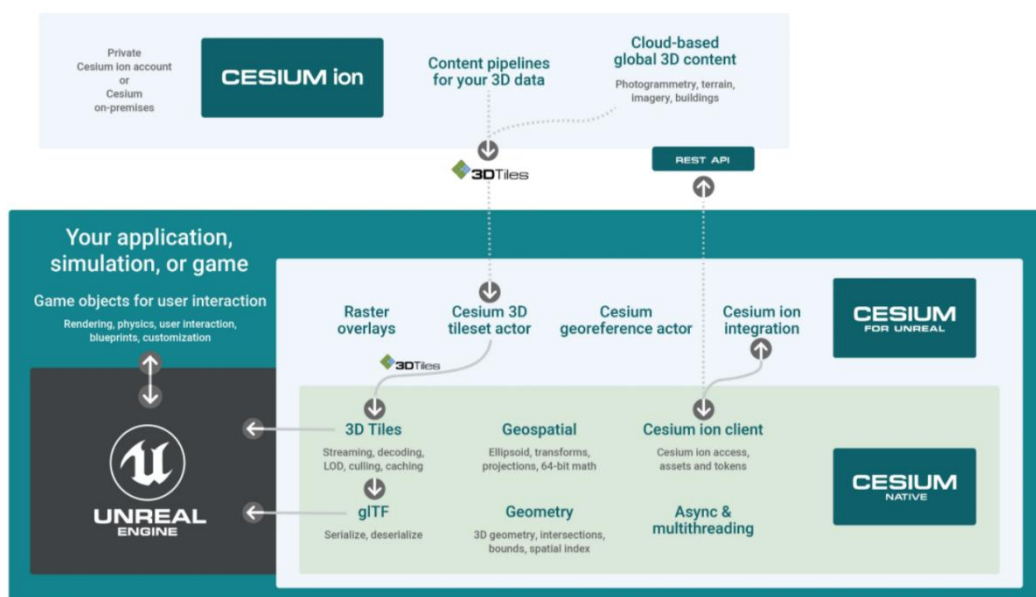 Private
Cesium ion account
or
Cesium
on-premises
CESIUM ion
Content pipelines
for your 3D data
Cloud-based
global 3D content
Photogrammetry, terrain,
imagery, buildings
3DTiles
REST API
Your application,
simulation, or game
Game objects for user interaction
Rendering, physics, user interaction,
blueprints, customization
Raster
overlays
Cesium 3D
tileset actor
Cesium
georeference actor
Cesium ion
integration
CESIUM
FOR UNREAL
3DTiles
3D Tiles
Streaming, decoding,
LOD, culling, caching
Geospatial
Ellipsoid, transforms,
projections, 64-bit math
Cesium ion client
Cesium ion access,
assets and tokens
CESIUM
NATIVE
UNREAL
ENGINE
glTF
Serialize, deserialize
Geometry
3D geometry, intersections,
bounds, spatial index
Async &
multithreading